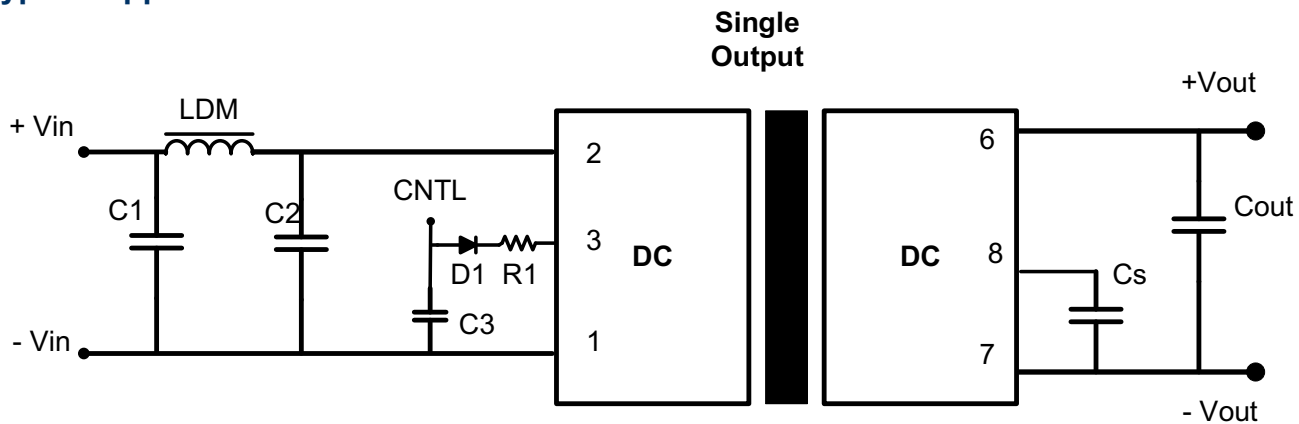 Single
Output
+Vout
LDM
+ Vin
2
6
CNTL
C1
C2
Cout
3
DC
DC
8
D1
R1
Cs
C3
- Vin
1
7
- Vout